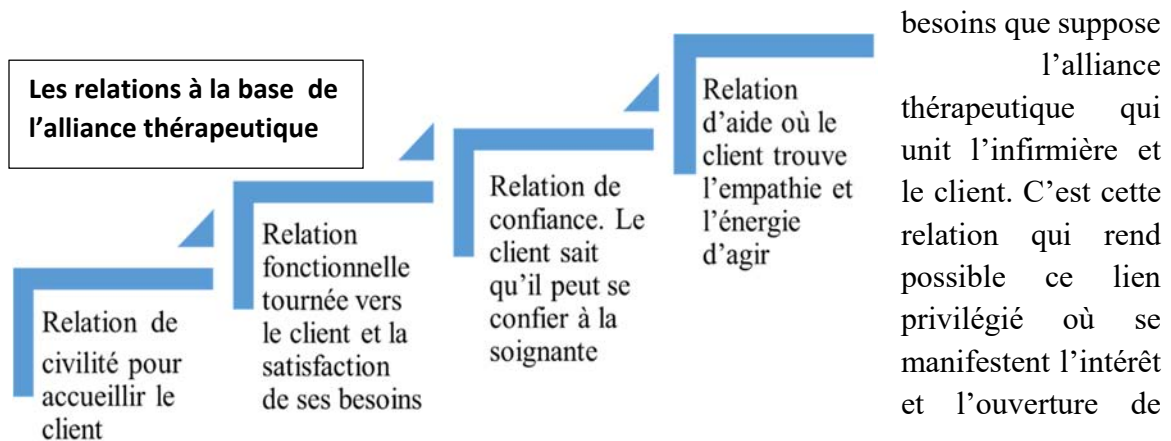 Les relations à la base de
l’alliance thérapeutique
Relation de
civilité pour
accueillir le
client
Relation
fonctionnelle
tournée vers
le client et la
satisfaction
de ses besoins
Relation de
confiance. Le
client sait
qu’il peut se
confier à la
soignante
Relation
d’aide où le
client trouve
l’empathie et
l’énergie
d’agir
besoins que suppose
l’alliance
thérapeutique qui
unit l’infirmière et
le client. C’est cette
relation qui rend
possible ce lien
privilégié où se
manifestent l’intérêt
et l’ouverture de